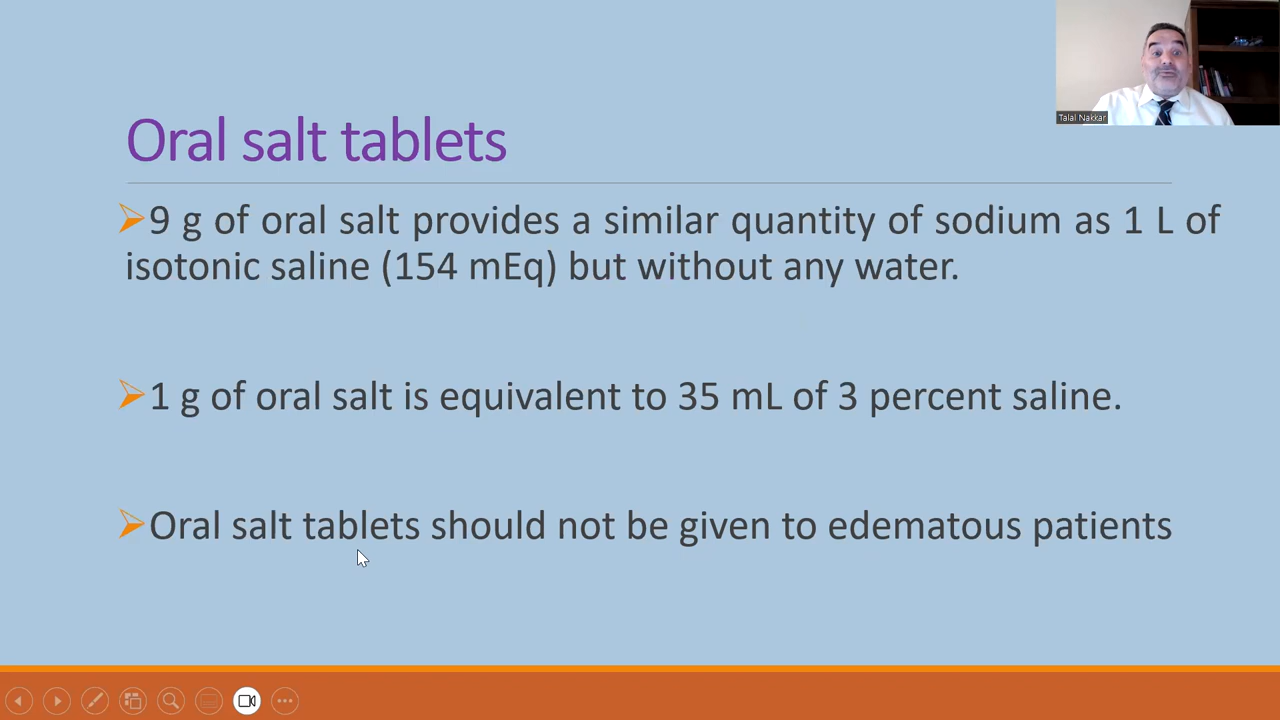 Talal Nakkar
Oral salt tablets
➢9 g of oral salt provides a similar quantity of sodium as 1 L of
isotonic saline (154 mEq) but without any water.
➢1 g of oral salt is equivalent to 35 mL of 3 percent saline.
➢Oral salt tablets should not be given to edematous patients